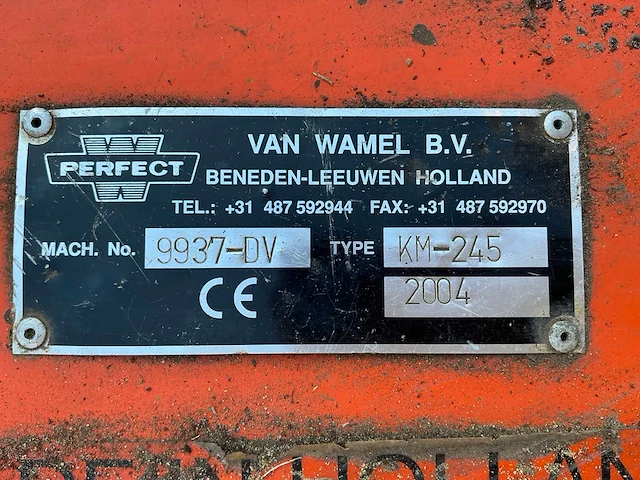 PERFECT
VAN WAMEL B.V.
BENEDEN-LEEUWEN HOLLAND
TEL.: +31 487 592944 FAX: +31 487 592970
MACH. No. 9937-DV TYPE KM-245
CE 2004
HOLLAN